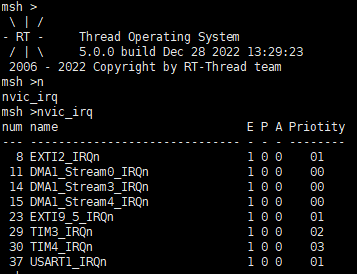 msh >
 \ | /
- RT -     Thread Operating System
 / | \     5.0.0 build Dec 28 2022 13:29:23
 2006 - 2022 Copyright by RT-Thread team
msh >n
nvic_irq
msh >nvic_irq
num name                           E P A Priotity
--- ------------------------------ - - - --------
  8 EXTI2_IRQn                     1 0 0    01
 11 DMA1_Stream0_IRQn              1 0 0    00
 14 DMA1_Stream3_IRQn              1 0 0    00
 15 DMA1_Stream4_IRQn              1 0 0    00
 23 EXTI9_5_IRQn                   1 0 0    01
 29 TIM3_IRQn                      1 0 0    02
 30 TIM4_IRQn                      1 0 0    03
 37 USART1_IRQn                    1 0 0    01